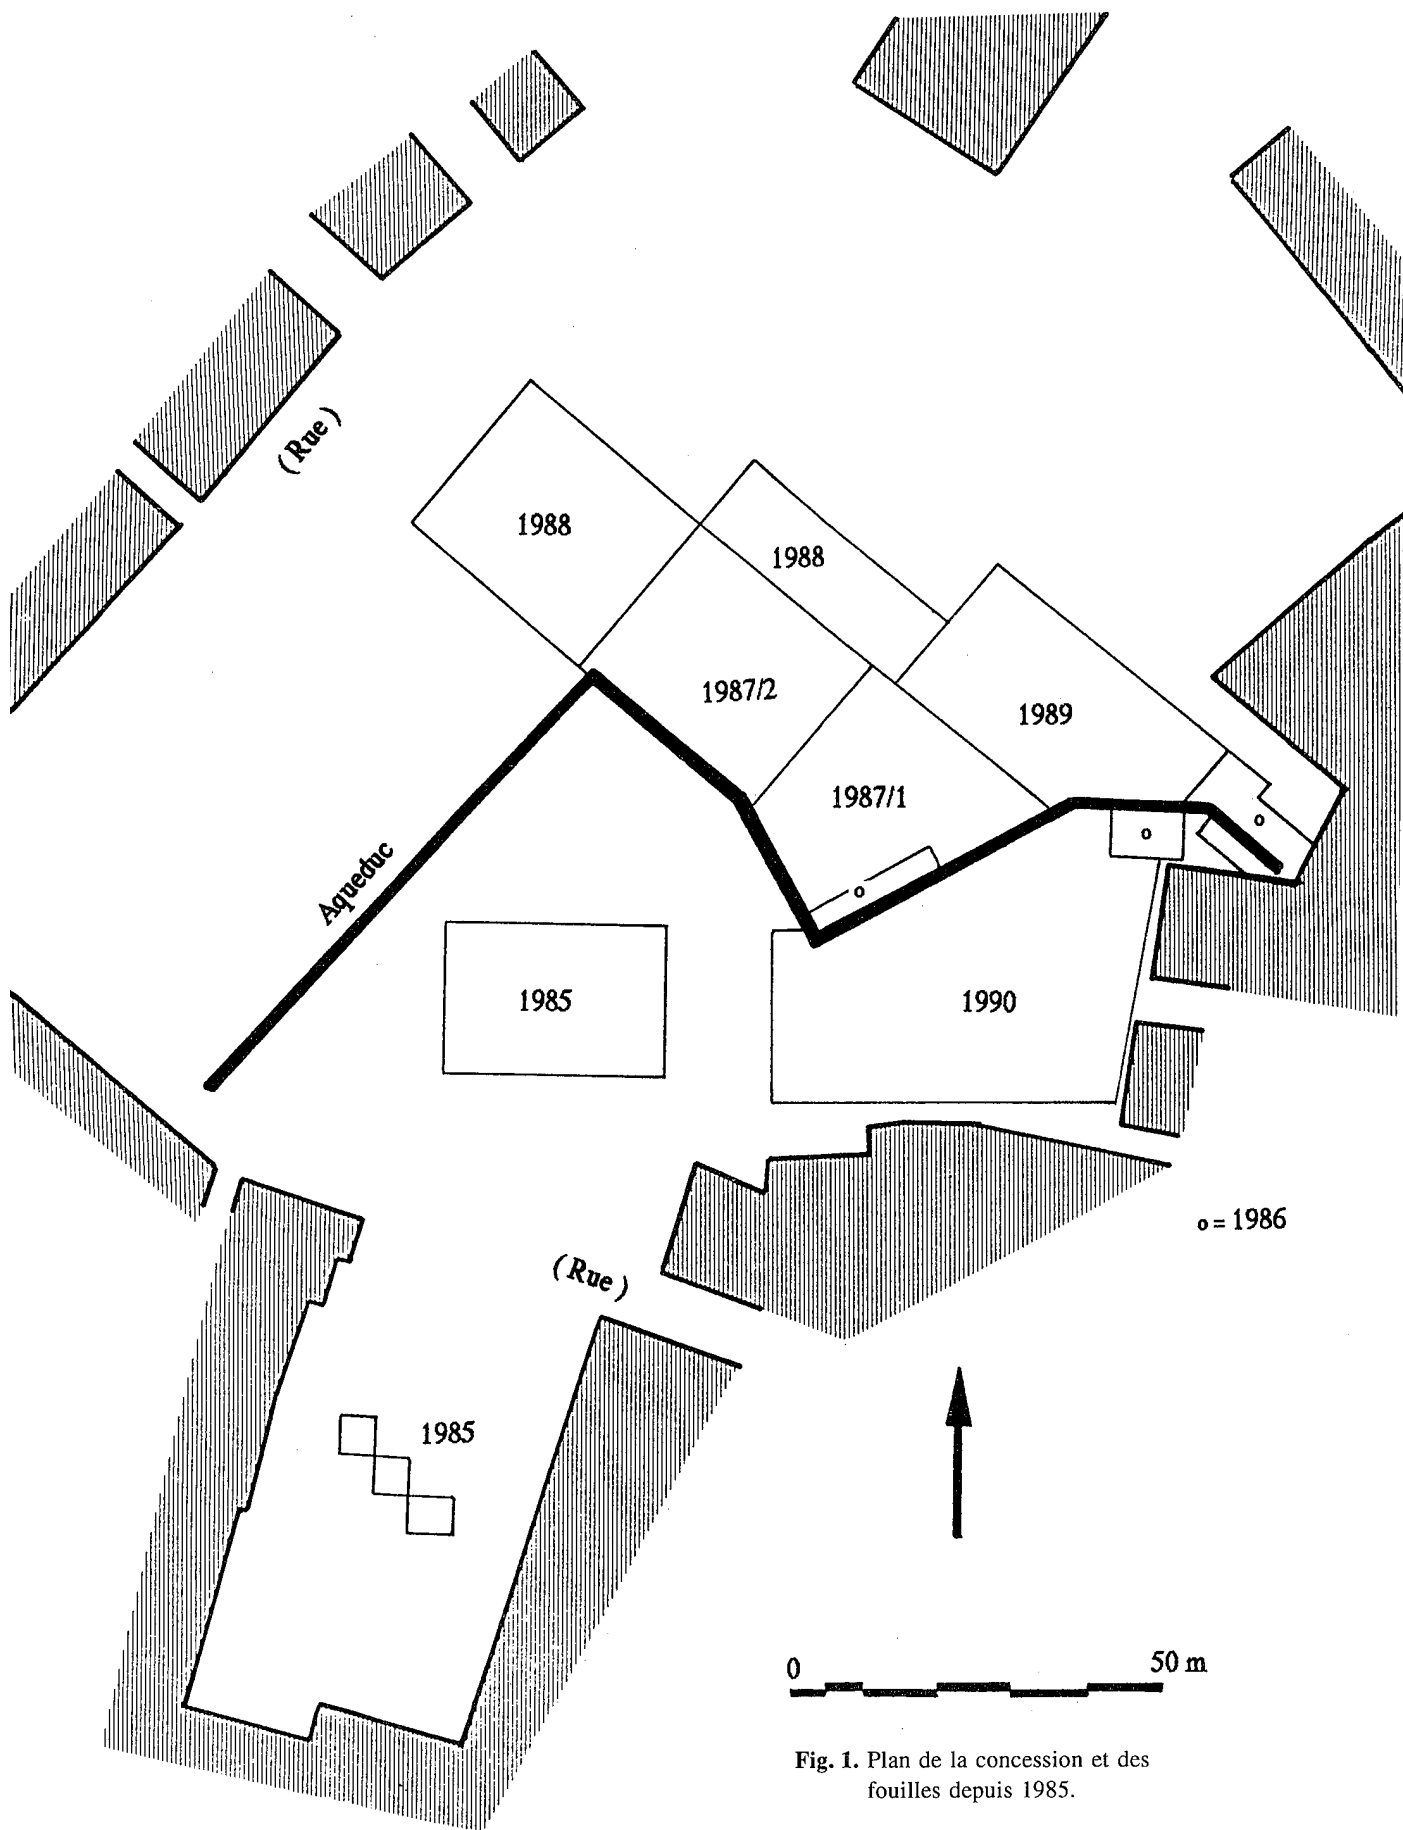 (Rue)
1988
1988
1987/2
1989
1987/1
o
o
o
Aqueduc
1985
1990
o = 1986
(Rue)
1985
0
50 m
Fig. 1. Plan de la concession et des
fouilles depuis 1985.